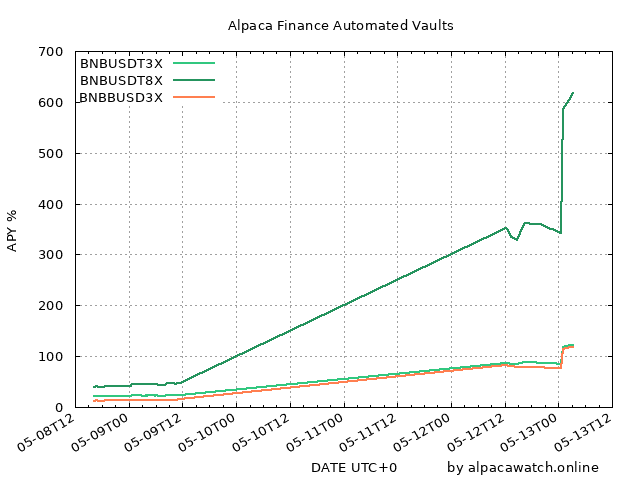 Alpaca Finance Automated Vaults
700
600
500
400
300
200
100
0
APY %
BNBUSDT3X
BNBUSDT8X
BNBBUSD3X
05-08T12
05-09T00
05-09T12
05-10T00
05-10T12
05-11T00
05-11T12
05-12T00
05-12T12
05-13T00
05-13T12
DATE UTC+0
by alpacawatch.online